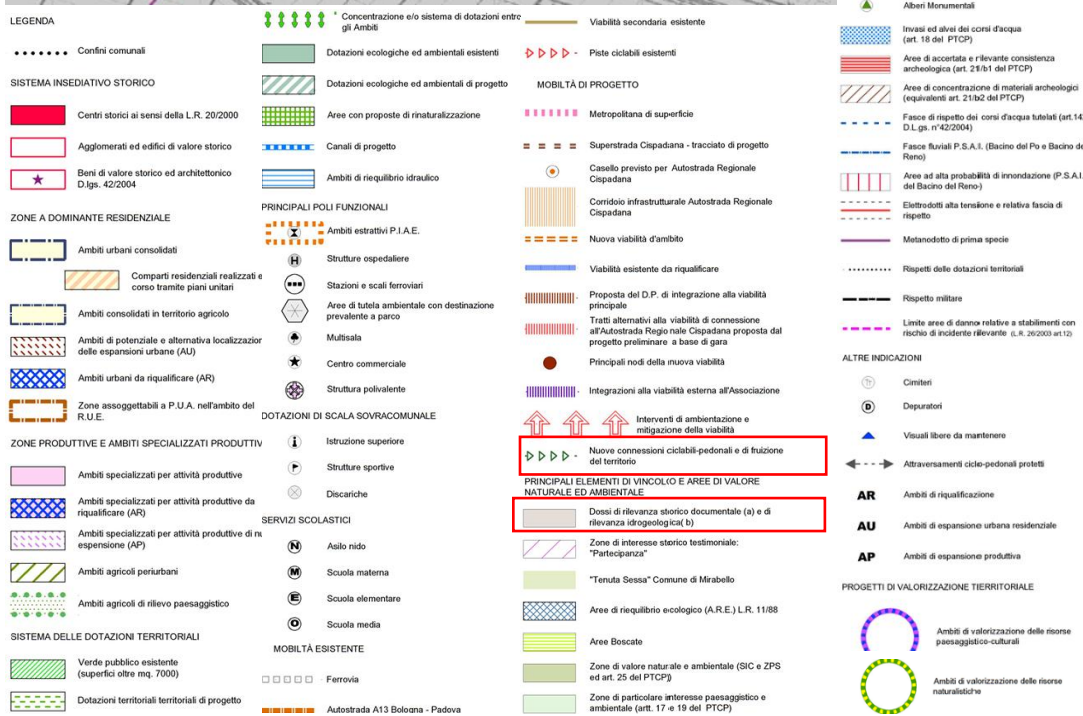 LEGENDA
Confini comunali
SISTEMA INSEDIATIVO STORICO
Centri storici ai sensi della L.R. 20/2000
Agglomerati ed edifici di valore storico
Beni di valore storico ed architettonico
D.lgs. 42/2004
ZONE A DOMINANTE RESIDENZIALE
Ambiti urbani consolidati
Comparti residenziali realizzati e
corso tramite piani unitari
Ambiti consolidati in territorio agricolo
Ambiti di potenziale e alternativa localizzazior
delle espansioni urbane (AU)
Ambiti urbani da riqualificare (AR)
Zone assoggettabili a P.U.A. nell'ambito del
R.U.E.
ZONE PRODUTTIVE E AMBITI SPECIALIZZATI PRODUTTIV
Ambiti specializzati per attività produttive
Ambiti specializzati per attività produttive da
riqualificare (AR)
Ambiti specializzati per attività produttive di nu
espensione (AP)
Ambiti agricoli periurbani
Ambiti agricoli di rilievo paesaggistico
SISTEMA DELLE DOTAZIONI TERRITORIALI
Verde pubblico esistente
(superfici oltre mq. 7000)
Dotazioni territoriali territoriali di progetto
Concentrazione e/o sistema di dotazioni entro
gli Ambiti
Dotazioni ecologiche ed ambientali esistenti
Dotazioni ecologiche ed ambientali di progetto
Aree con proposte di rinaturalizzazione
Canali di progetto
Ambiti di riequilibrio idraulico
PRINCIPALI POLI FUNZIONALI
Ambiti estrattivi P.I.A.E.
H Strutture ospedaliere
Stazioni e scali ferroviari
Aree di tutela ambientale con destinazione
prevalente a parco
Multisala
Centro commerciale
Struttura polivalente
DOTAZIONI DI SCALA SOVRACOMUNALE
Istruzione superiore
Strutture sportive
Discariche
SERVIZI SCOLASTICI
N Asilo nido
M Scuola materna
E Scuola elementare
O Scuola media
MOBILTÀ ESISTENTE
Ferrovia
Autostrada A13 Bologna - Padova
Viabilità secondaria esistente
Piste ciclabili esistenti
MOBILTÀ DI PROGETTO
Metropolitana di superficie
Superstrada Cispadana - tracciato di progetto
Casello previsto per Autostrada Regionale
Cispadana
Corridoio infrastrutturale Autostrada Regionale
Cispadana
Nuova viabilità d'ambito
Viabilità esistente da riqualificare
Proposta del D.P. di integrazione alla viabilità
principale
Tratti alternativi alla viabilità di connessione
all'Autostrada Regionale Cispadana proposta dal
progetto preliminare a base di gara
Principali nodi della nuova viabilità
Integrazioni alla viabilità esterna all'Associazione
Interventi di ambientazione e
mitigazione della viabilità
Nuove connessioni ciclabili-pedonali e di fruizione
del territorio
PRINCIPALI ELEMENTI DI VINCOLO E AREE DI VALORE
NATURALE ED AMBIENTALE
Dossi di rilevanza storico documentale (a) e di
rilevanza idrogeologica( b)
Zone di interesse storico testimoniale:
"Partecipanza"
"Tenuta Sessa" Comune di Mirabello
Aree di riequilibrio ecologico (A.R.E.) L.R. 11/88
Aree Boscate
Zone di valore naturale e ambientale (SIC e ZPS
ed art. 25 del PTCP))
Zone di particolare interesse paesaggistico e
ambientale (artt. 17 e 19 del PTCP)
Alberi Monumentali
Invasi ed alvei dei corsi d'acqua
(art. 18 del PTCP)
Aree di accertata e rilevante consistenza
archeologica (art. 21/b1 del PTCP)
Aree di concentrazione di materiali archeologici
(equivalenti art. 21/b2 del PTCP)
Fasce di rispetto dei corsi d'acqua tutelati (art.142
D.L.gs. n°42/2004)
Fasce fluviali P.S.A.I. (Bacino del Po e Bacino de
Reno)
Aree ad alta probabilità di innondazione (P.S.A.I.
del Bacino del Reno-)
Elettrodotti alta tensiione e relativa fascia di
rispetto
Metanodotto di prima specie
Rispetti delle dotazioni territoriali
Rispetto militare
Limite aree di danno relative a stabilimenti con
rischio di incidente rilevante (L.R. 26/2003 art.12)
ALTRE INDICAZIONI
Cimiteri
D Depuratori
Visuali libere da mantenere
Attraversamenti ciclo-pedonali protetti
AR Ambiti di riqualificazione
AU Ambiti di espansione urbana residenziale
AP Ambiti di espansione produttiva
PROGETTI DI VALORIZZAZIONE TIERRITORIALE
Ambiti di valorizzazione delle risorse
paesaggistico-culturali
Ambiti di valorizzazione delle risorse
naturalistiche